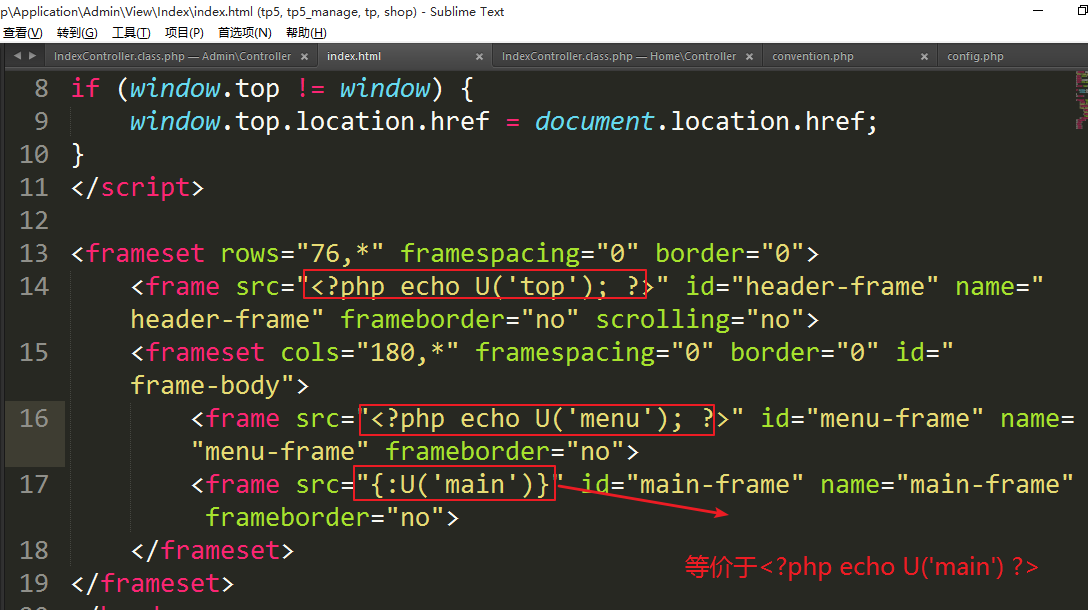 p\Application\Admin\View\Index\index.html (tp5, tp5_manage, tp, shop) - Sublime Text
查看(V) 转到(G) 工具(T) 项目(P) 首选项(N) 帮助(H)
IndexController.class.php — Admin\Controller × index.html × IndexController.class.php — Home\Controller × convention.php × config.php
8 if (window.top != window) {
9 window.top.location.href = document.location.href;
10 }
11 </script>
12
13 <frameset rows="76,*" framespacing="0" border="0">
14 <frame src="<?php echo U('top'); ?>" id="header-frame" name="
header-frame" frameborder="no" scrolling="no">
15 <frameset cols="180,*" framespacing="0" border="0" id="
frame-body">
16 <frame src="<?php echo U('menu'); ?>" id="menu-frame" name=
"menu-frame" frameborder="no">
17 <frame src="{:U('main')}" id="main-frame" name="main-frame"
frameborder="no">
18 </frameset>
等价于<?php echo U('main') ?>
19 </frameset>